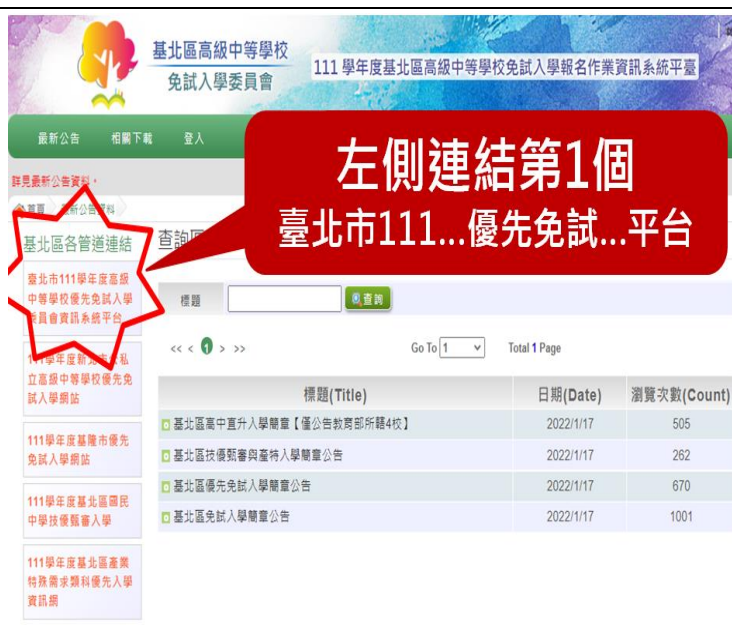 基北區高級中等學校
免試入學委員會
111 學年度基北區高級中等學校免試入學報名作業資訊系統平臺
最新公告
相關下載
登入
左側連結第1個
臺北市111...優先免試...平台
詳見最新公告資料。
首頁
最新公告資料
基北區各管道連結
臺北市111學年度高級
中等學校優先免試入學
委員會資訊系統平台
立高級中等學校優先免
試入學網站
111學年度基隆市優先
免試入學網站
111學年度基北區國民
中學技優甄審入學
111學年度基北區產業
特殊需求類科優先入學
資訊網
查詢
標題
查詢
<< < 1 > >>
Go To 1
Total 1 Page
標題(Title) 日期(Date) 瀏覽次數(Count)
基北區高中直升入學簡章【僅公告教育部所轄4校】 2022/1/17 505
基北區技優甄審與產特入學簡章公告 2022/1/17 262
基北區優先免試入學簡章公告 2022/1/17 670
基北區免試入學簡章公告 2022/1/17 1001